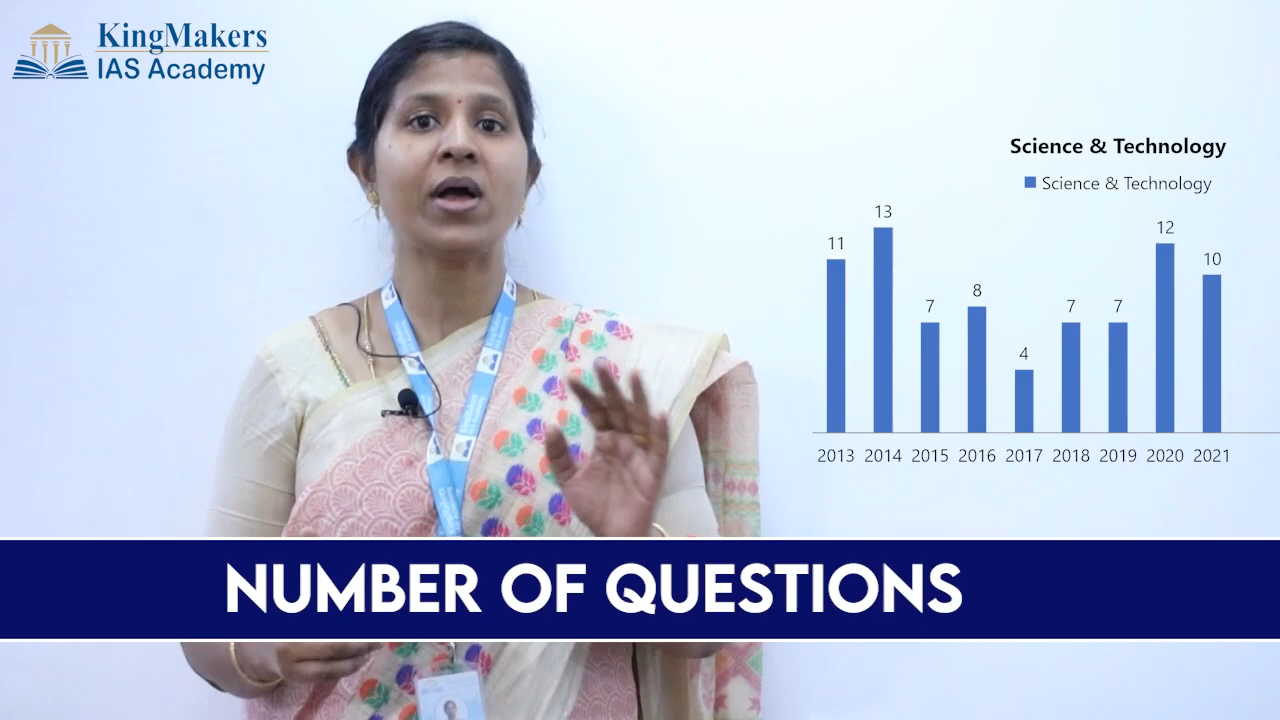 KingMakers
IAS Academy
Science & Technology
Science & Technology
11
13
7
8
4
7
7
12
10
2013 2014 2015 2016 2017 2018 2019 2020 2021
NUMBER OF QUESTIONS